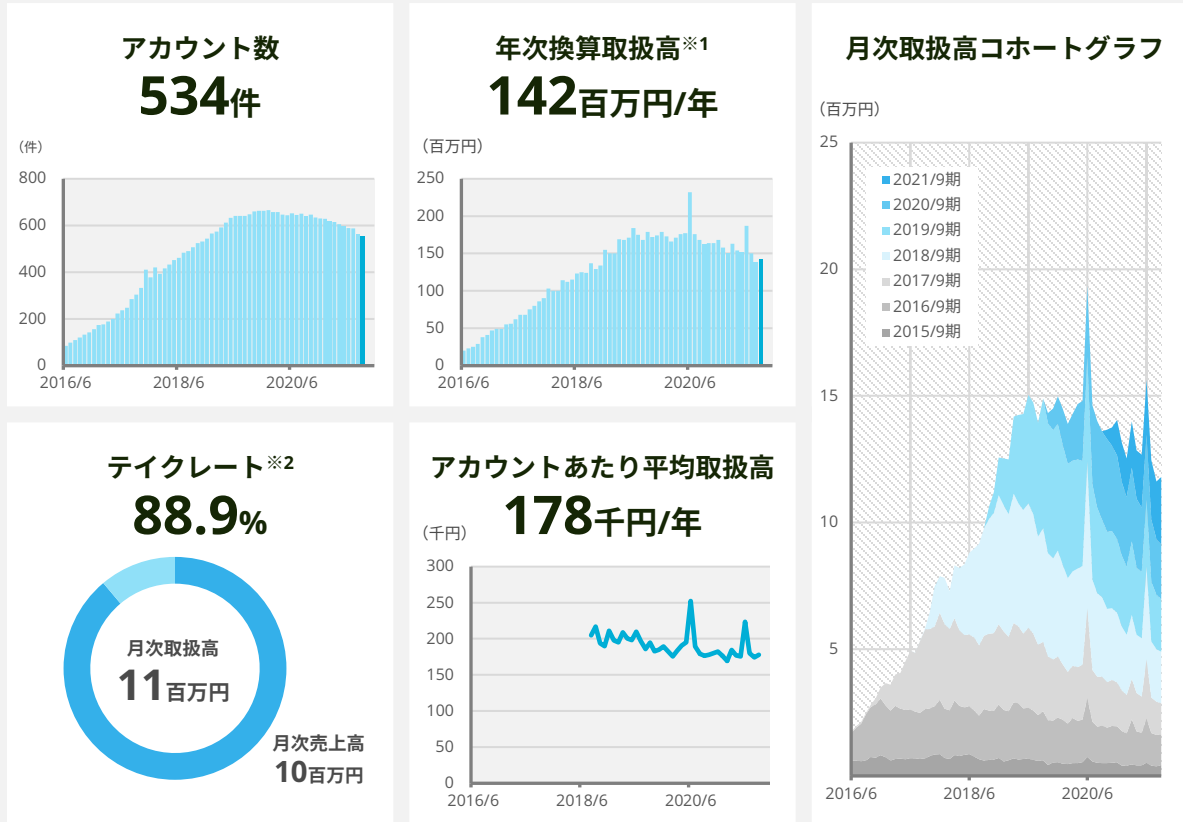 アカウント数
534件
(件)
800
600
400
200
0
2016/6
2018/6
2020/6
年次換算取扱高※1
142百万円/年
(百万円)
250
200
150
100
50
0
2016/6
2018/6
2020/6
月次取扱高コホートグラフ
(百万円)
25
20
15
10
5
2021/9期
2020/9期
2019/9期
2018/9期
2017/9期
2016/9期
2015/9期
2016/6
2018/6
2020/6
テイクレート※2
88.9%
月次取扱高
11百万円
月次売上高
10百万円
アカウントあたり平均取扱高
178千円/年
(千円)
300
250
200
150
100
50
0
2016/6
2018/6
2020/6